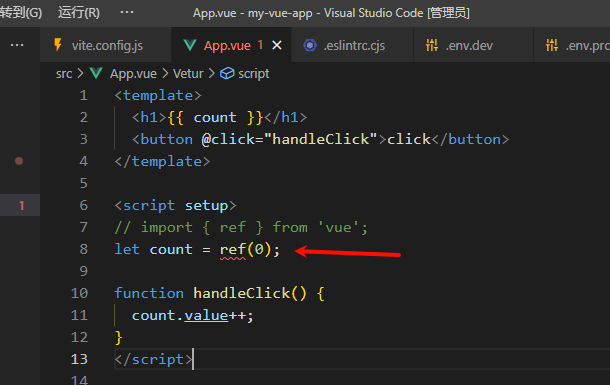 转到(G) 运行(R) ··· App.vue - my-vue-app - Visual Studio Code [管理员]
··· vite.config.js App.vue 1 × .eslintrc.cjs .env.dev .env.pro
src > App.vue > Vetur > script
1 <template>
2 <h1>{{ count }}</h1>
3 <button @click="handleClick">click</button>
4 </template>
5
1 6 <script setup>
7 // import { ref } from 'vue';
8 let count = ref(0);
9
10 function handleClick() {
11 count.value++;
12 }
13 </script>
14